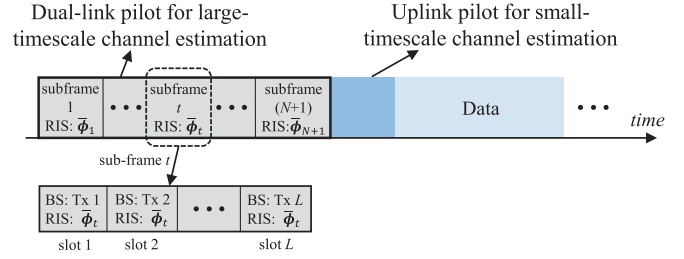 Dual-link pilot for large-
timescale channel estimation
Uplink pilot for small-
timescale channel estimation
subframe
1
RIS: ϕ̅₁
•••
subframe
t
RIS: ϕ̅ₜ
•••
subframe
(N+1)
RIS:ϕ̅_{N+1}
Data
•••
time
sub-frame t
BS: Tx 1
RIS: ϕ̅ₜ
BS: Tx 2
RIS: ϕ̅ₜ
•••
BS: Tx L
RIS: ϕ̅ₜ
slot 1
slot 2
slot L